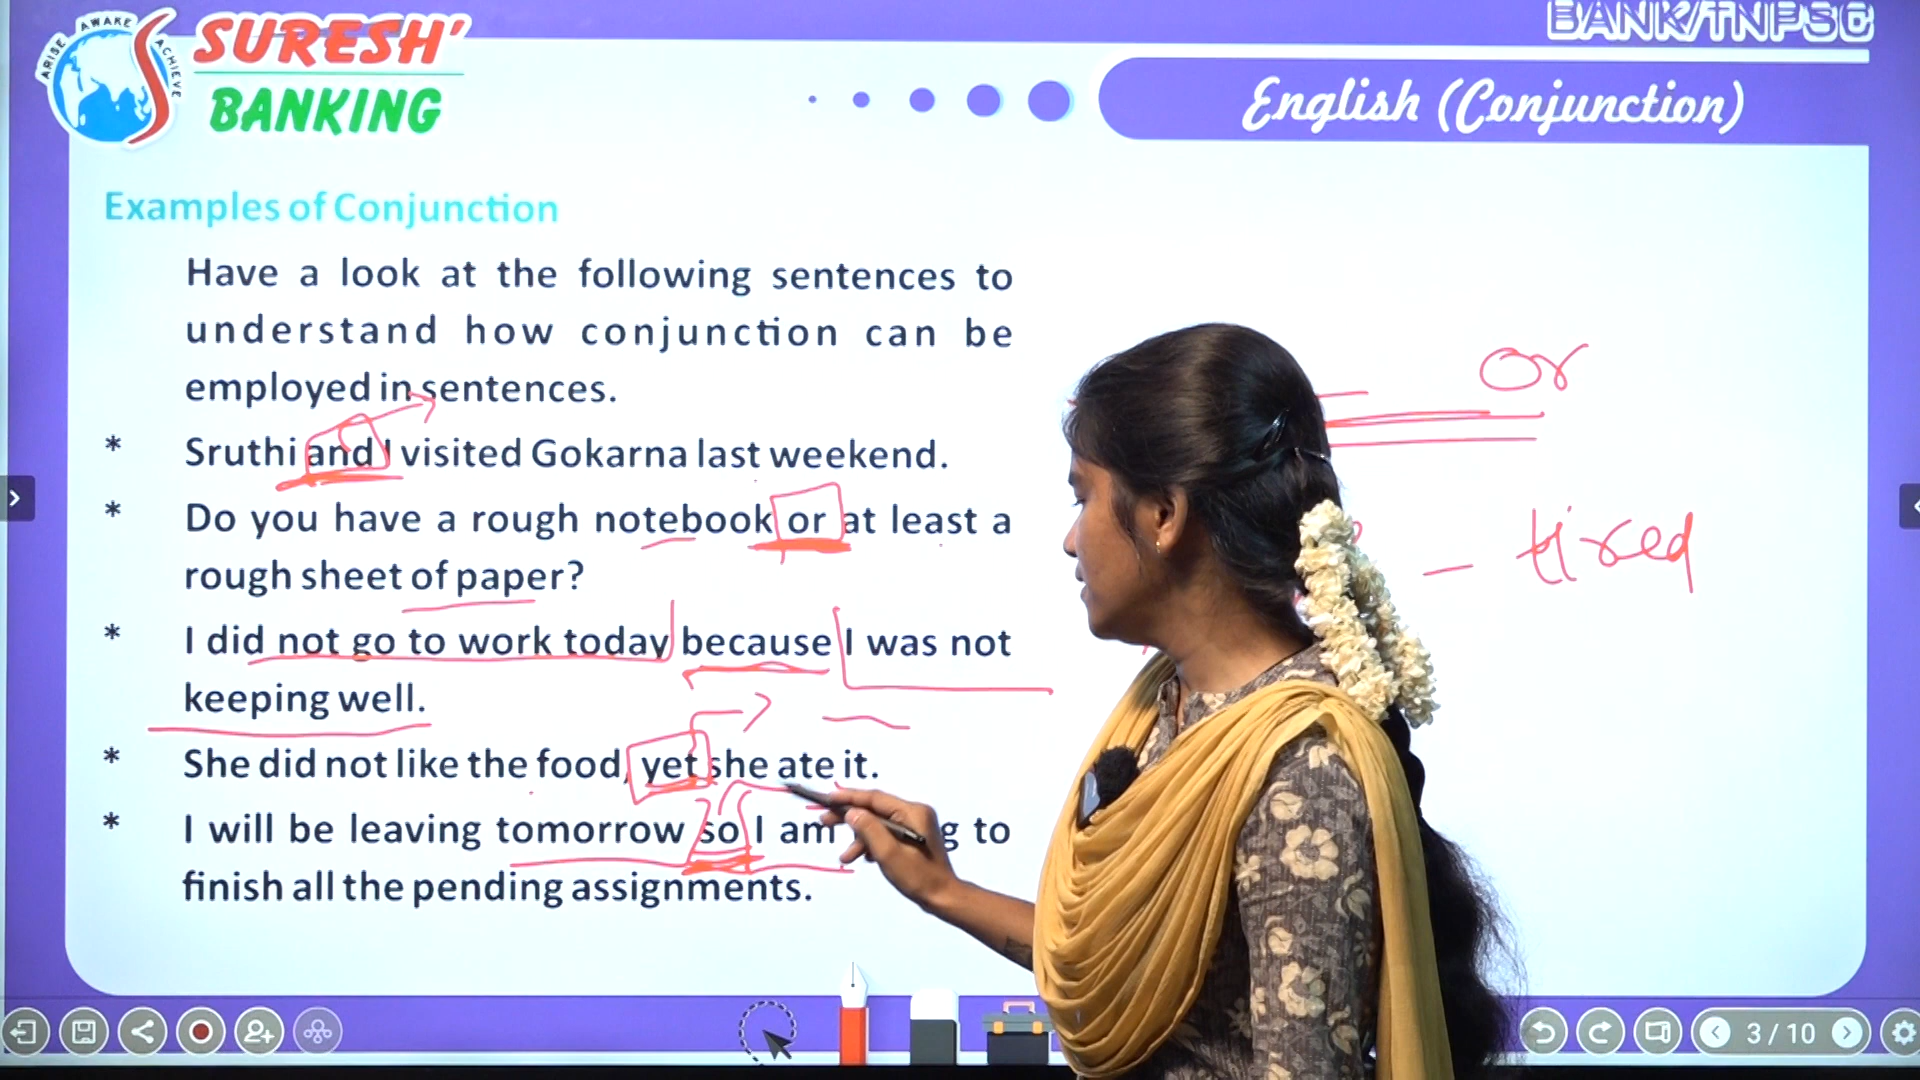 BANK/TNPSC
ARISE AWAKE ACHIEVE
SURESH'
BANKING
English (Conjunction)
Examples of Conjunction
Have a look at the following sentences to
understand how conjunction can be
employed in sentences.
* Sruthi and I visited Gokarna last weekend.
* Do you have a rough notebook or at least a
rough sheet of paper?
* I did not go to work today because I was not
keeping well.
* She did not like the food, yet she ate it.
* I will be leaving tomorrow so I am g to
finish all the pending assignments.
or
– tired
3 / 10